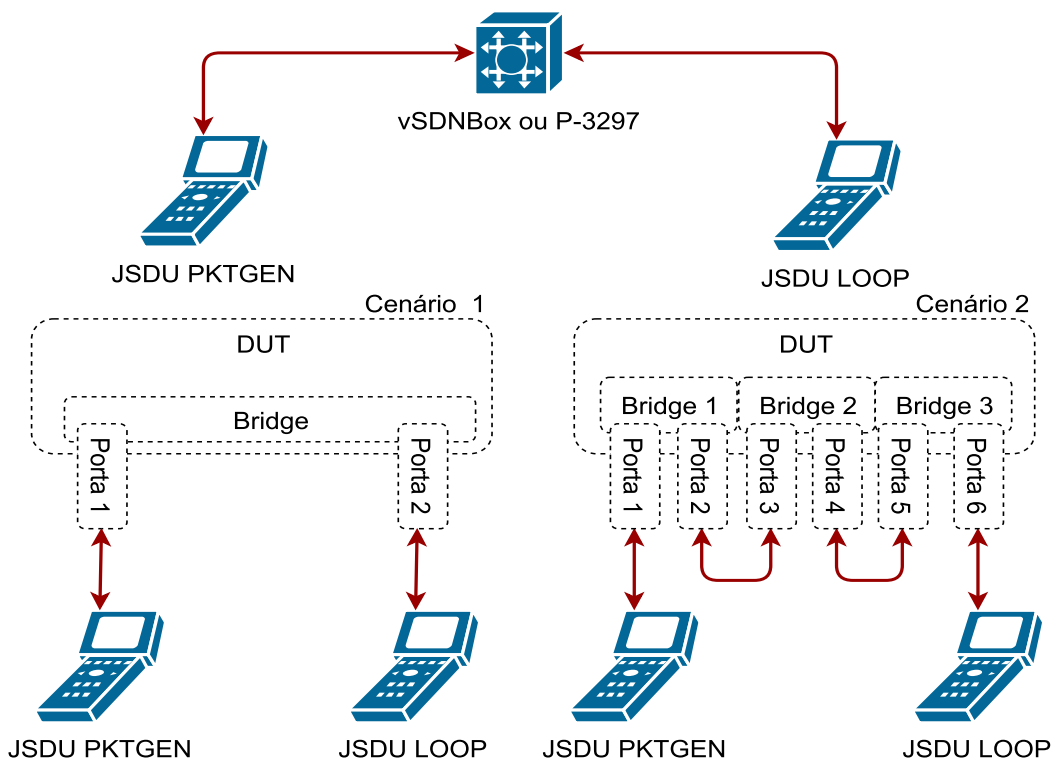 vSDNBox ou P-3297
JSDU PKTGEN
JSDU LOOP
Cenário 1
DUT
Bridge
Porta 1
Porta 2
JSDU PKTGEN
JSDU LOOP
Cenário 2
DUT
Bridge 1
Bridge 2
Bridge 3
Porta 1
Porta 2
Porta 3
Porta 4
Porta 5
Porta 6
JSDU PKTGEN
JSDU LOOP